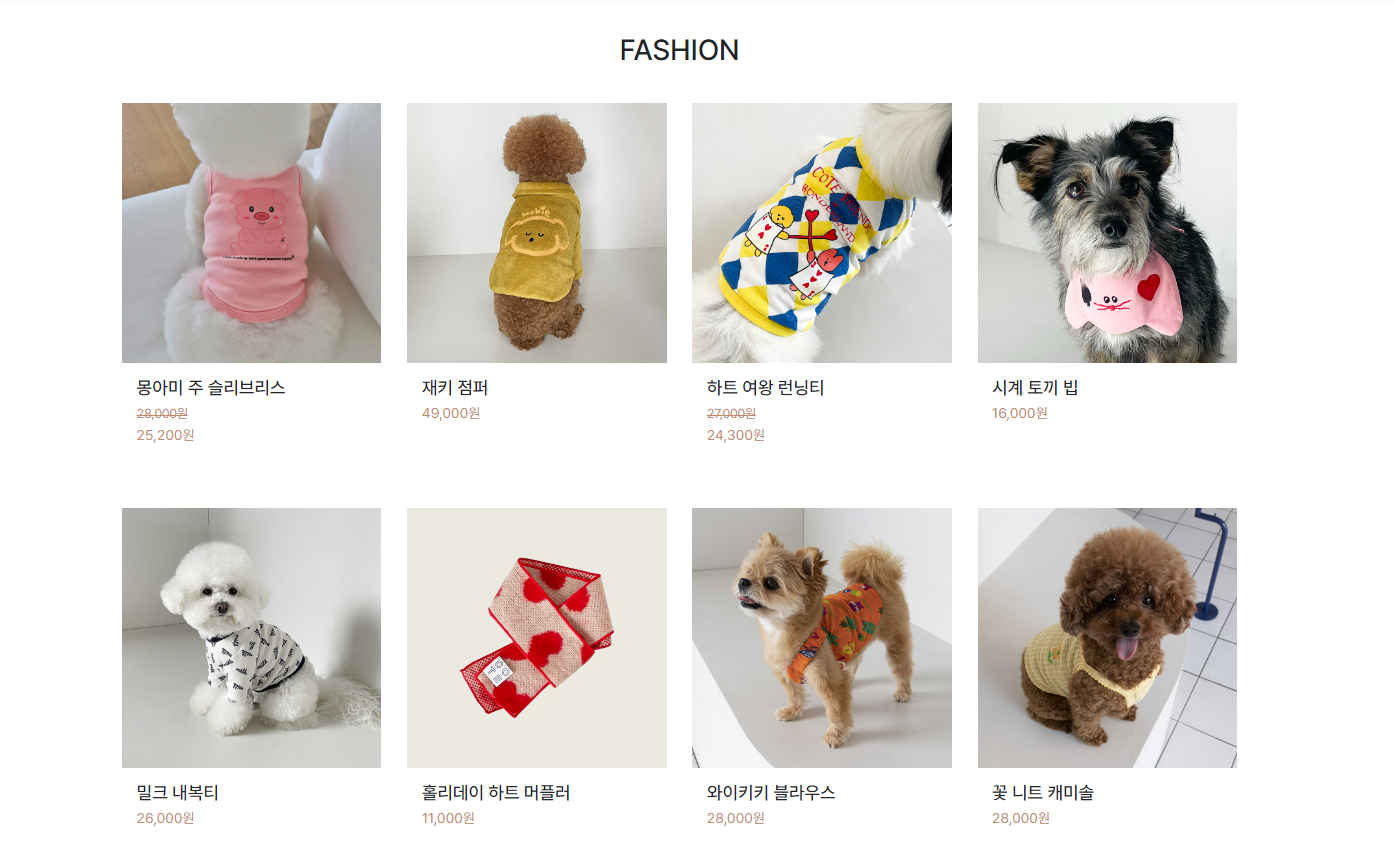 FASHION
COTE FRIENDS
WONDERLAND
Jackie
몽아미 주 슬리브리스
28,000원
25,200원
재키 점퍼
49,000원
하트 여왕 런닝티
27,000원
24,300원
시계 토끼 빕
16,000원
밀크 내복티
26,000원
홀리데이 하트 머플러
11,000원
와이키키 블라우스
28,000원
꽃 니트 캐미솔
28,000원